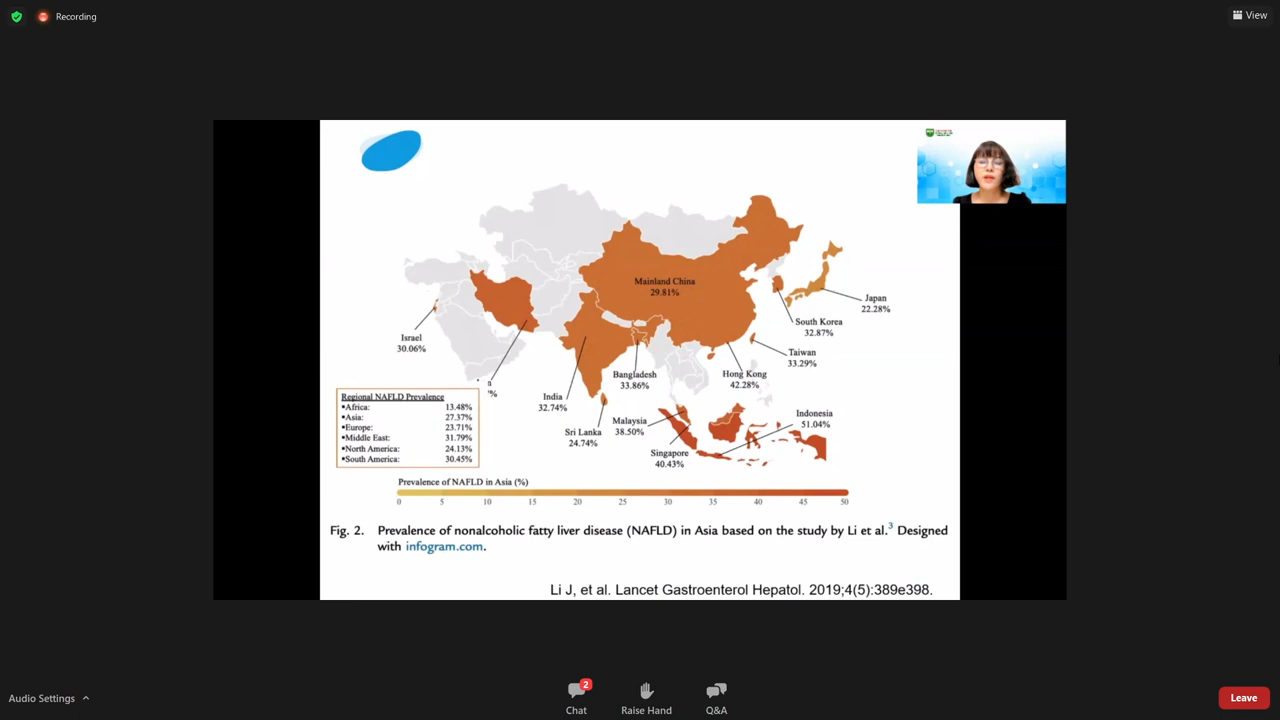 Recording
View
Mainland China
29.81%
Japan
22.28%
South Korea
32.87%
Israel
30.06%
Taiwan
33.29%
Hong Kong
42.28%
Bangladesh
33.86%
n
%
India
32.74%
Sri Lanka
24.74%
Malaysia
38.50%
Singapore
40.43%
Indonesia
51.04%
Regional NAFLD Prevalence
•Africa: 13.48%
•Asia: 27.37%
•Europe: 23.71%
•Middle East: 31.79%
•North America: 24.13%
•South America: 30.45%
Prevalence of NAFLD in Asia (%)
0 5 10 15 20 25 30 35 40 45 50
Fig. 2. Prevalence of nonalcoholic fatty liver disease (NAFLD) in Asia based on the study by Li et al.3 Designed
with infogram.com.
Li J, et al. Lancet Gastroenterol Hepatol. 2019;4(5):389e398.
Audio Settings
2
Chat
Raise Hand
Q&A
Leave